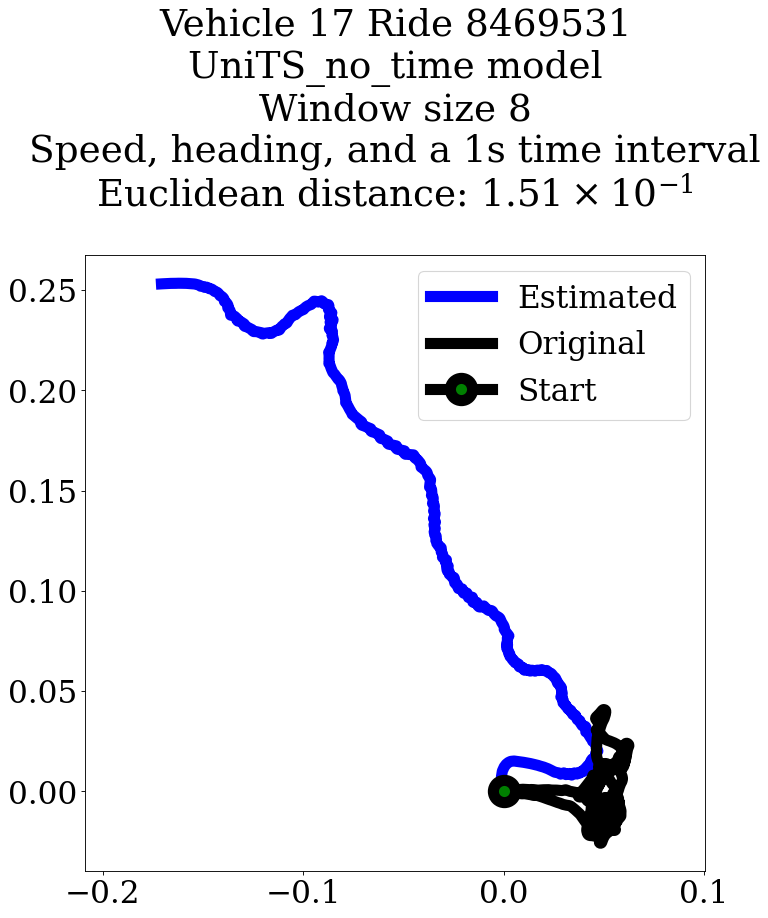 Vehicle 17 Ride 8469531
UniTS_no_time model
Window size 8
Speed, heading, and a 1s time interval
Euclidean distance: 1.51 × 10⁻¹
Estimated
Original
Start
0.25
0.20
0.15
0.10
0.05
0.00
−0.2
−0.1
0.0
0.1